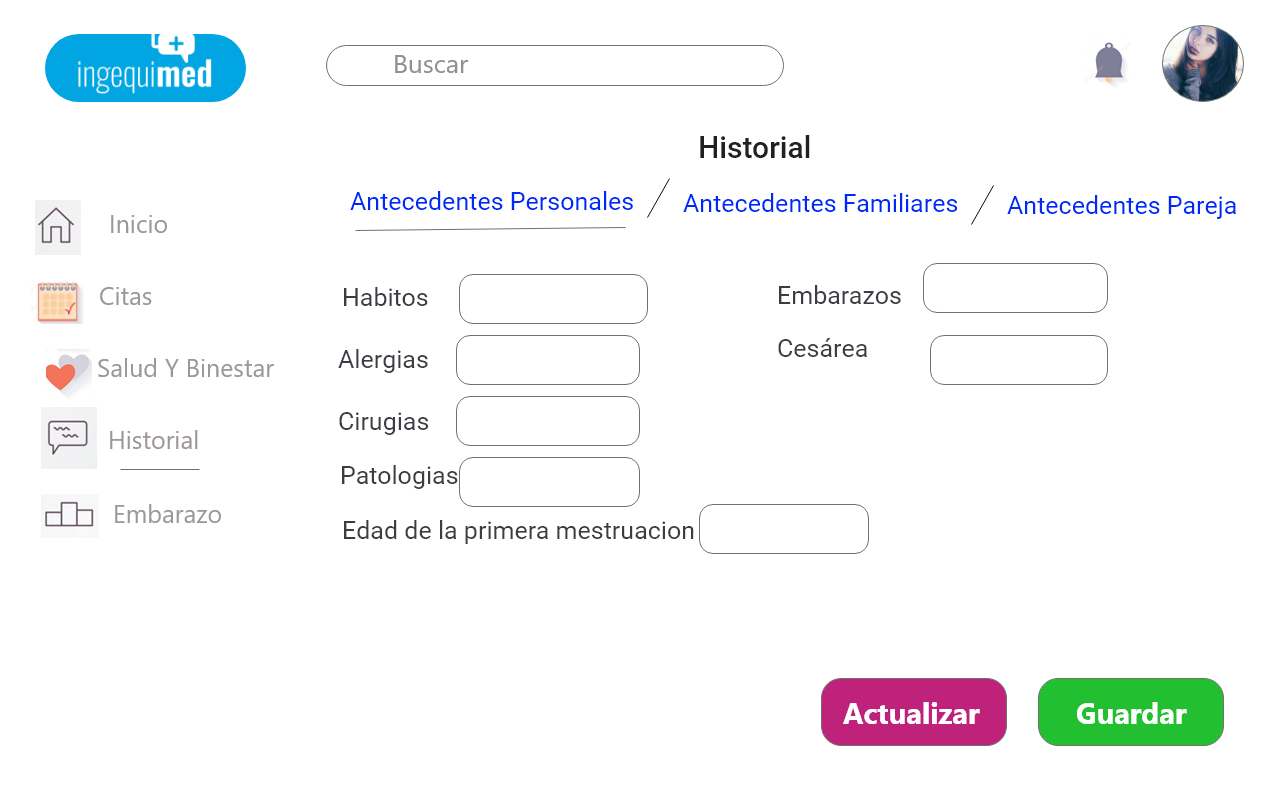 ingequimed
Buscar
Historial
Antecedentes Personales
Antecedentes Familiares
Antecedentes Pareja
Inicio
Citas
Salud Y Binestar
Historial
Embarazo
Habitos
Alergias
Cirugias
Patologias
Edad de la primera mestruacion
Embarazos
Cesárea
Actualizar
Guardar